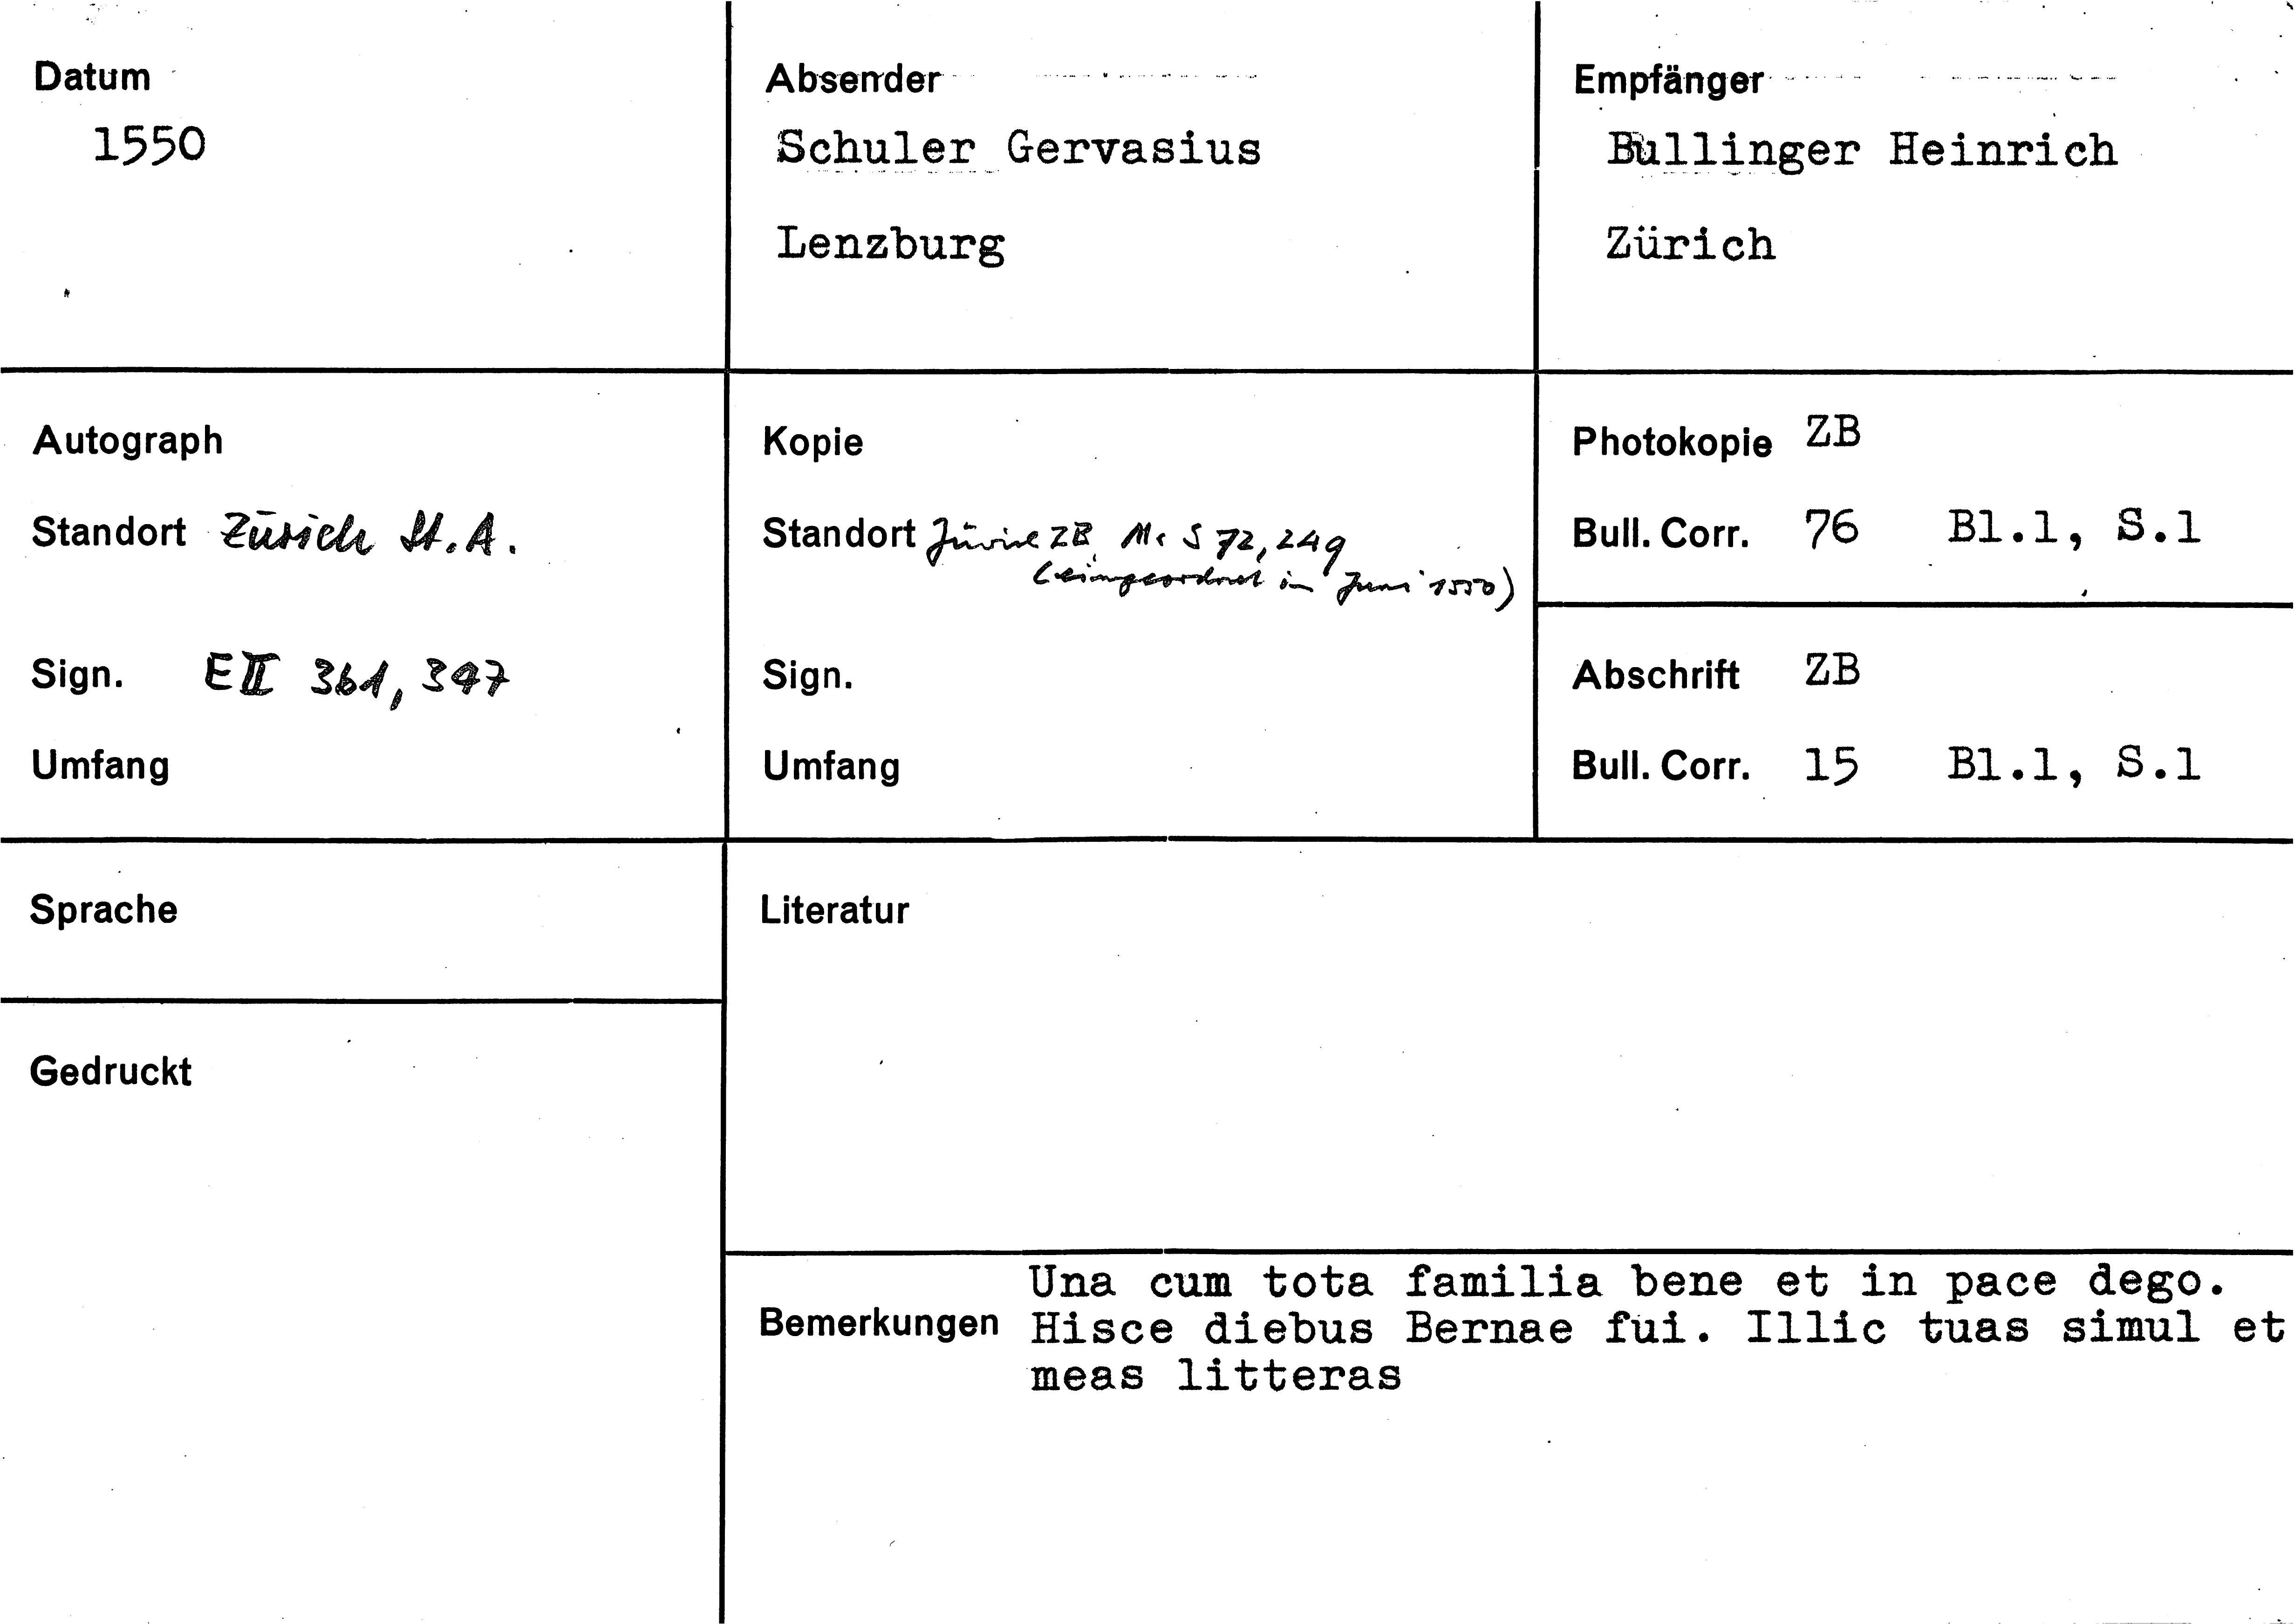 Datum
1550
Absender
Schuler Gervasius
Lenzburg
Empfänger
Bullinger Heinrich
Zürich
Autograph
Standort Zürich St.A.
Sign. EII 361, 347
Umfang
Kopie
Standort Zürich ZB Ms S 72, 249
(eingeordnet in Juni 1550)
Sign.
Umfang
Photokopie ZB
Bull. Corr. 76 Bl.1, S.1
Abschrift ZB
Bull. Corr. 15 Bl.1, S.1
Sprache
Gedruckt
Literatur
Bemerkungen
Una cum tota familia bene et in pace dego.
Hisce diebus Bernae fui. Illic tuas simul et
meas litteras